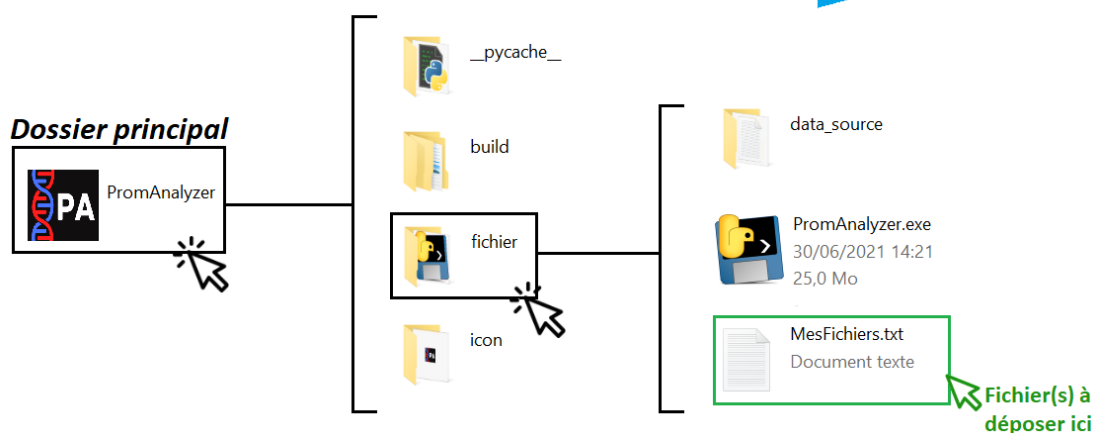 Dossier principal
PA
PromAnalyzer
__pycache__
build
fichier
icon
PA
data_source
PromAnalyzer.exe
30/06/2021 14:21
25,0 Mo
MesFichiers.txt
Document texte
Fichier(s) à
déposer ici